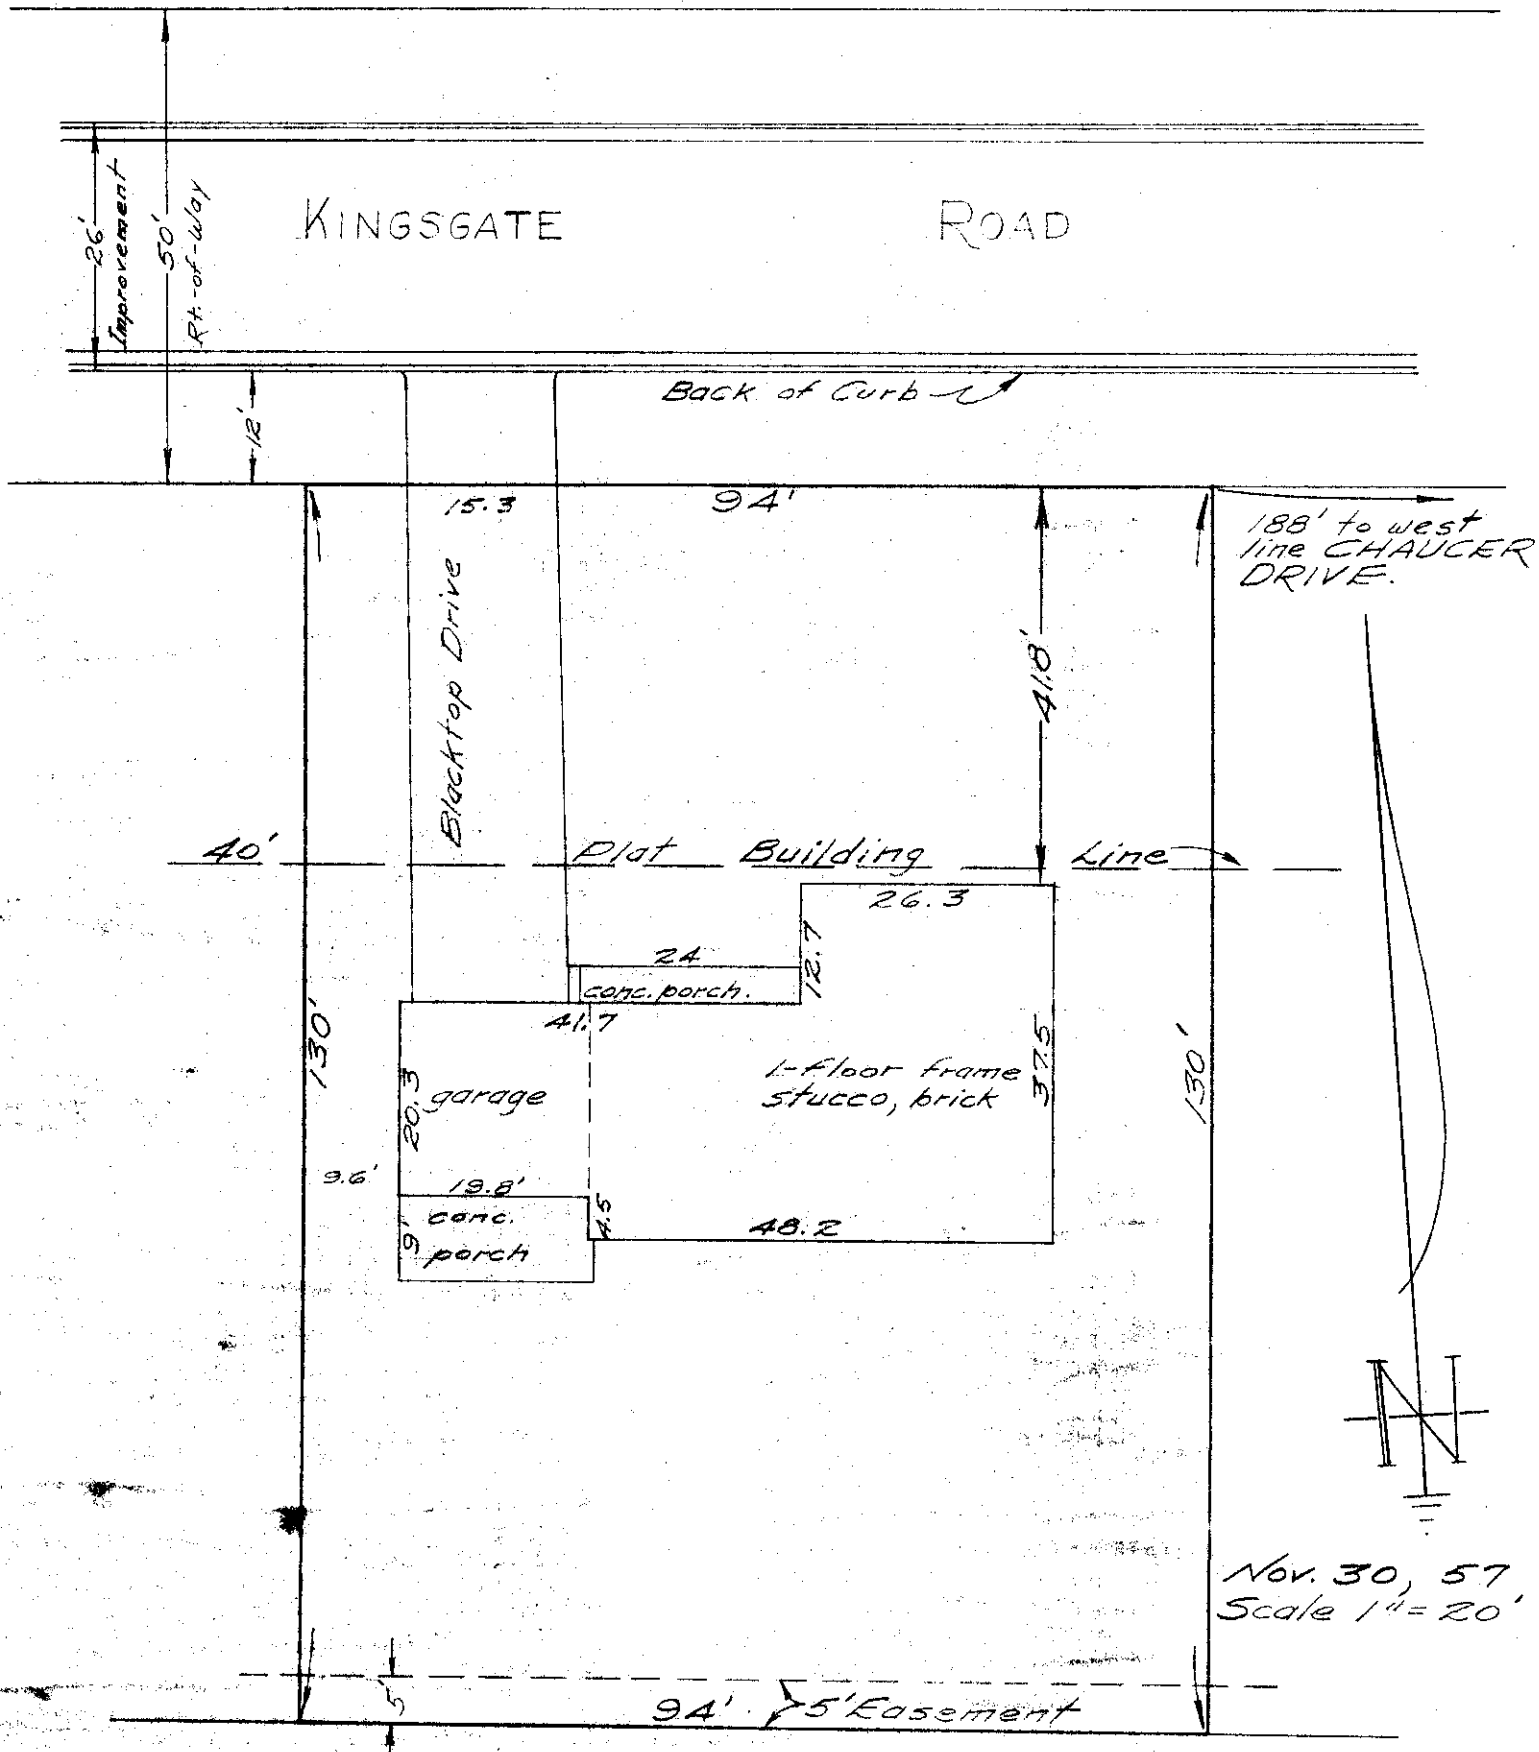 26'
Improvement
50'
Rt.-of-Way
KINGSGATE ROAD
Back of Curb
12'
15.3
94'
188' to west
line CHAUCER
DRIVE.
Blacktop Drive
41.8'
40'
Plat Building Line
26.3
12.7
24
conc. porch.
41.7
130'
20.3
garage
1-floor frame
stucco, brick
37.5
130'
9.6'
19.8'
conc.
porch
9'
4.5
48.2
N
Nov. 30, 57
Scale 1" = 20'
5'
94'
5' Easement